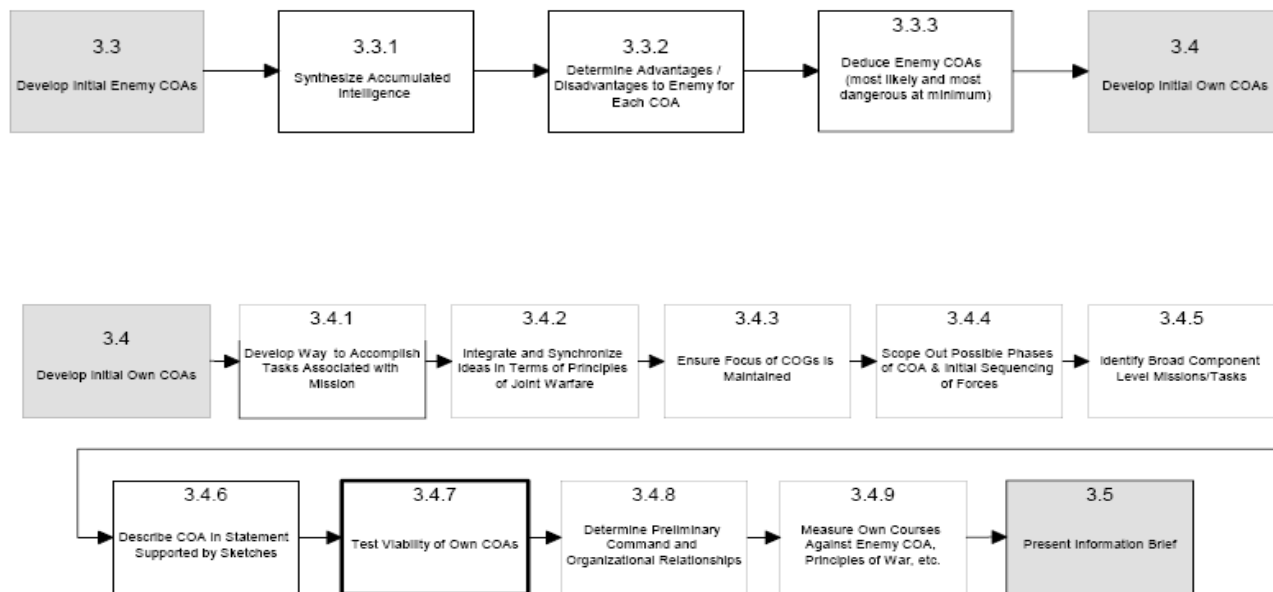 3.3
Develop Initial Enemy COAs
3.3.1
Synthesize Accumulated
Intelligence
3.3.2
Determine Advantages /
Disadvantages to Enemy for
Each COA
3.3.3
Deduce Enemy COAs
(most likely and most
dangerous at minimum)
3.4
Develop Initial Own COAs
3.4
Develop Initial Own COAs
3.4.1
Develop Way to Accomplish
Tasks Associated with
Mission
3.4.2
Integrate and Synchronize
Ideas in Terms of Principles
of Joint Warfare
3.4.3
Ensure Focus of COGs is
Maintained
3.4.4
Scope Out Possible Phases
of COA & Initial Sequencing
of Forces
3.4.5
Identify Broad Component
Level Missions/Tasks
3.4.6
Describe COA in Statement
Supported by Sketches
3.4.7
Test Viability of Own COAs
3.4.8
Determine Preliminary
Command and
Organizational Relationships
3.4.9
Measure Own Courses
Against Enemy COA,
Principles of War, etc.
3.5
Present Information Brief